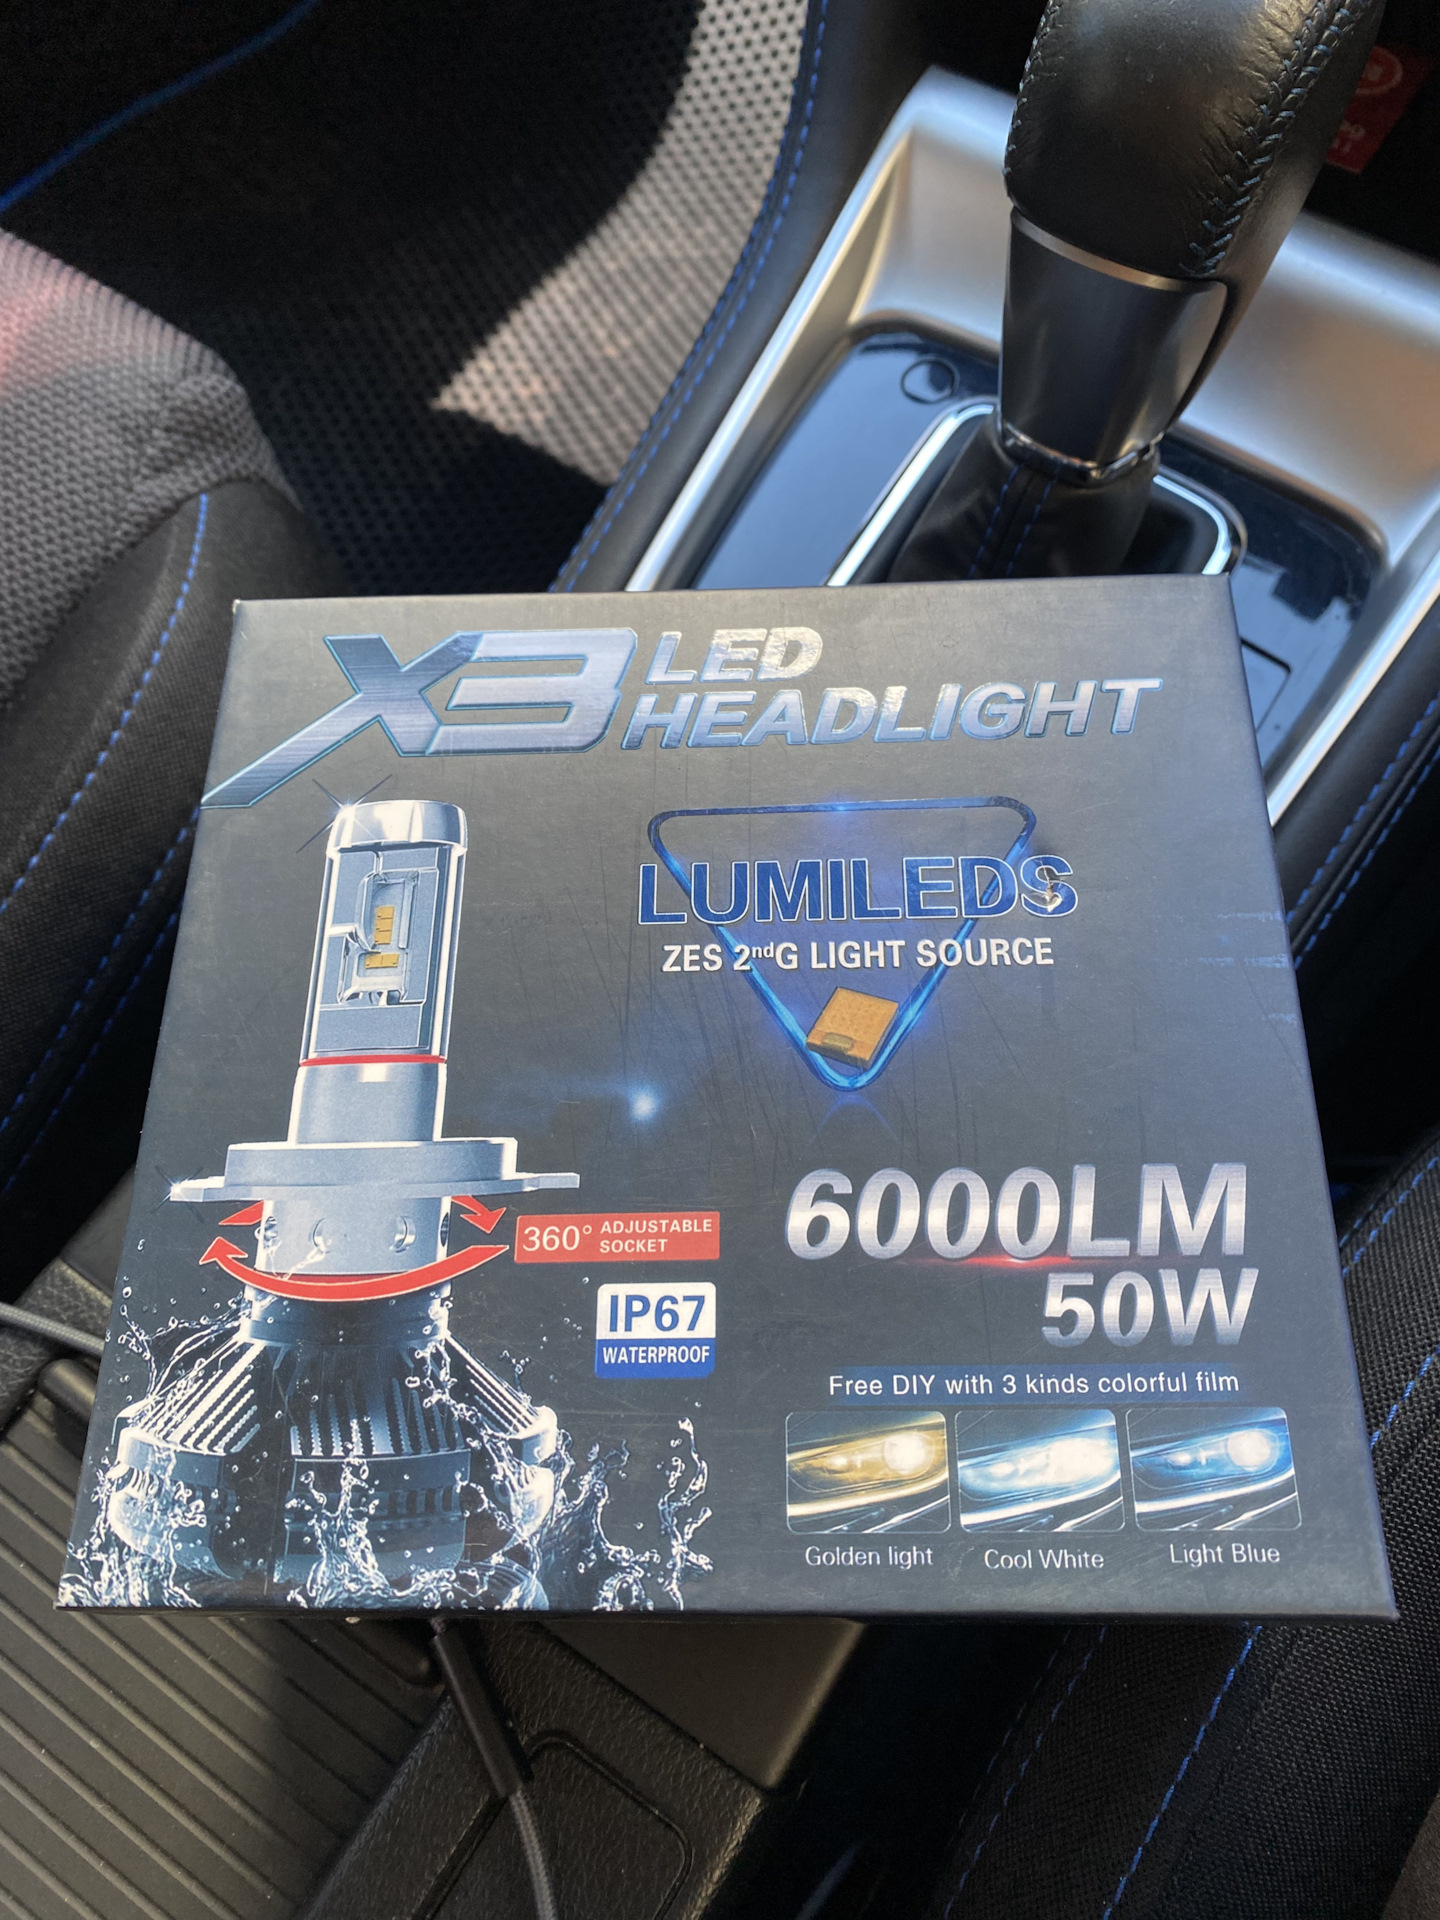 X3 LED
HEADLIGHT
LUMILEDS
ZES 2ndG LIGHT SOURCE
360° ADJUSTABLE
SOCKET
IP67
WATERPROOF
6000LM
50W
Free DIY with 3 kinds colorful film
Golden light
Cool White
Light Blue